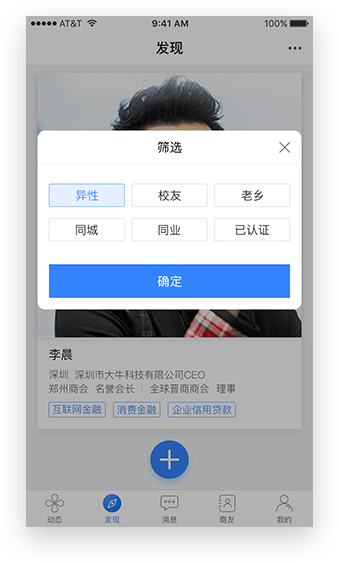 AT&T 9:41 AM 100%
发现
筛选
异性 校友 老乡
同城 同业 已认证
确定
李晨
深圳 深圳市大牛科技有限公司CEO
郑州商会 名誉会长 | 全球晋商商会 理事
互联网金融 消费金融 企业信用贷款
动态 发现 消息 商友 我的